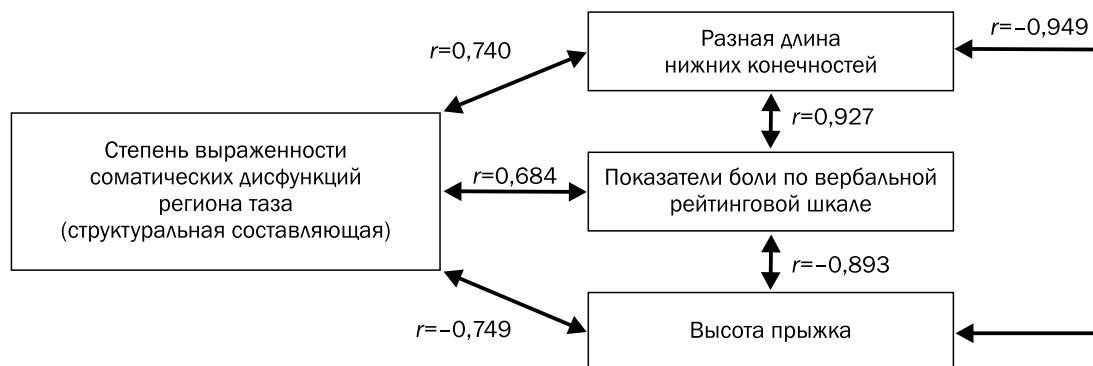 r=–0,949
Разная длина
нижних конечностей
r=0,740
r=0,927
Степень выраженности
соматических дисфункций
региона таза
(структуральная составляющая)
r=0,684
Показатели боли по вербальной
рейтинговой шкале
r=–0,893
r=–0,749
Высота прыжка